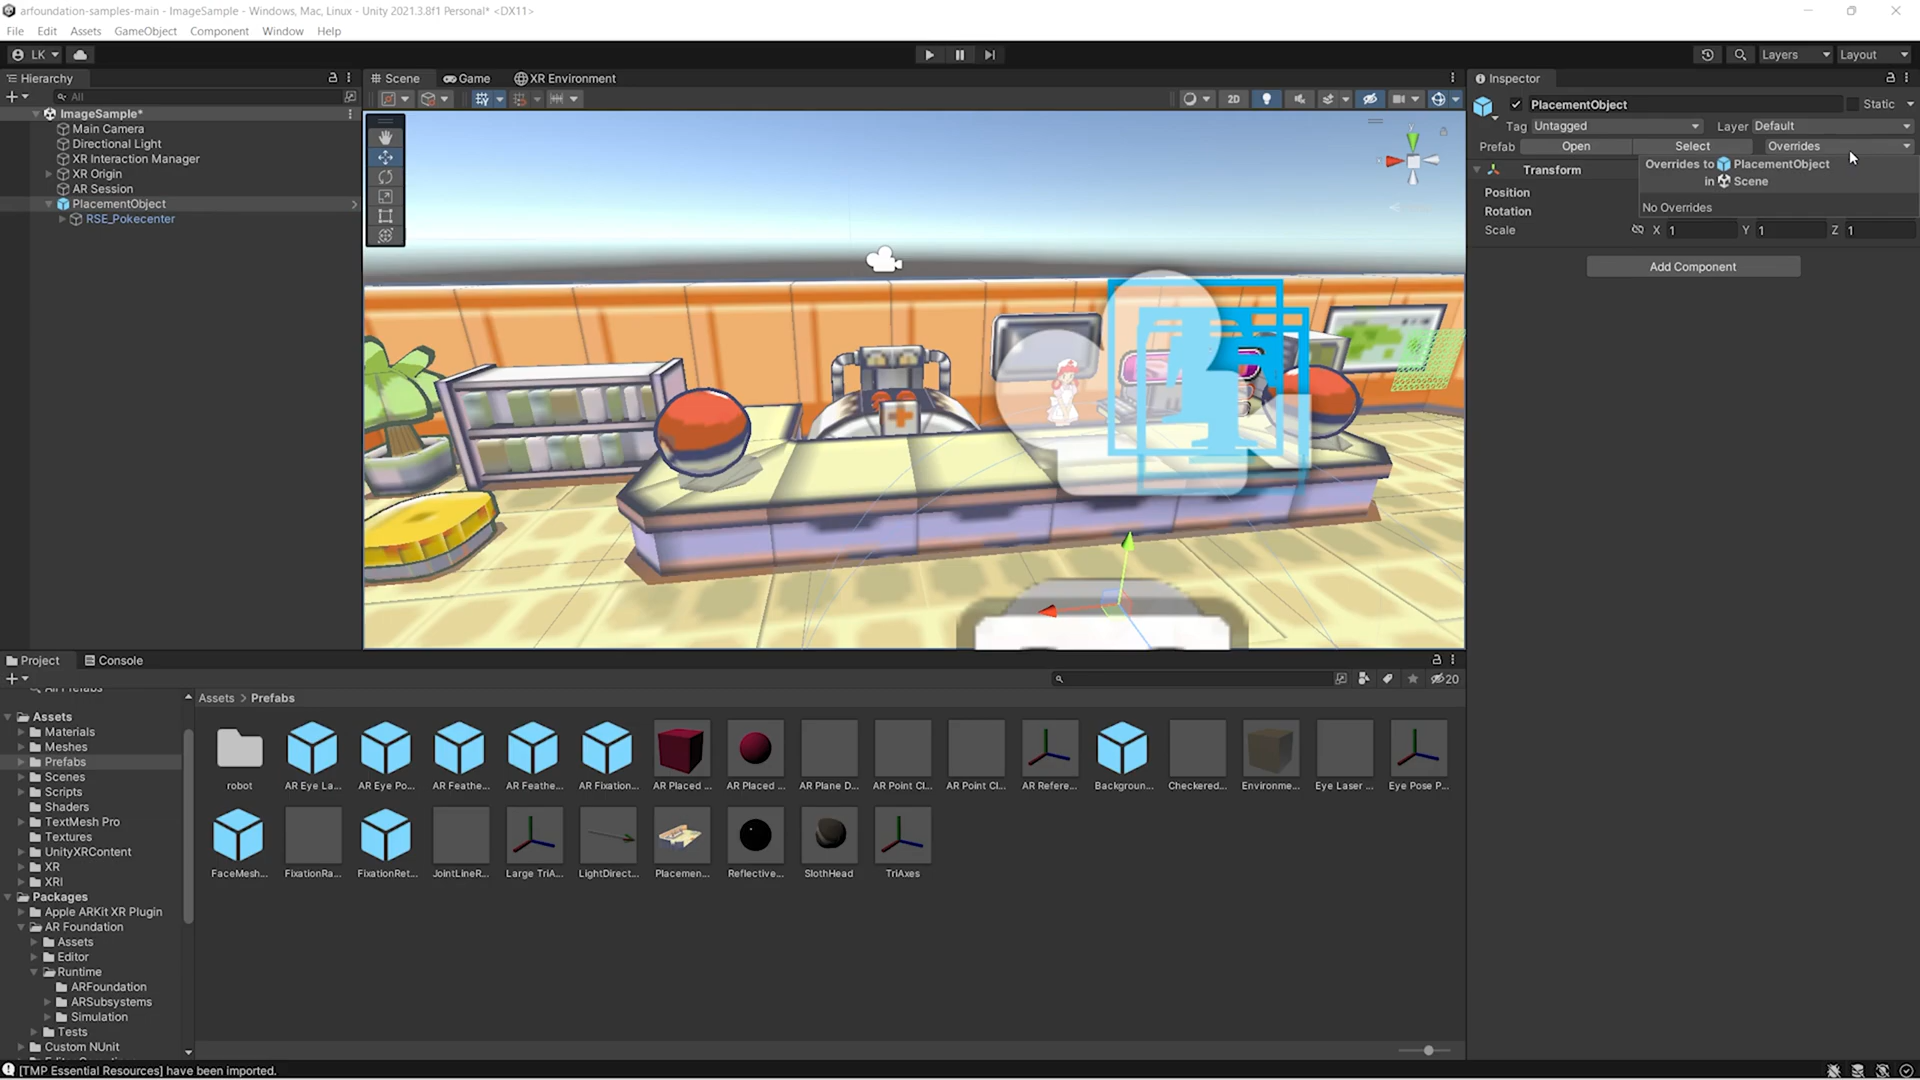 arfoundation-samples-main - ImageSample - Windows, Mac, Linux - Unity 2021.3.8f1 Personal* <DX11>
File Edit Assets GameObject Component Window Help
LK Layers Layout
Hierarchy
All
ImageSample*
Main Camera
Directional Light
XR Interaction Manager
XR Origin
AR Session
PlacementObject
RSE_Pokecenter
Scene Game XR Environment
2D
Inspector
PlacementObject Static
Tag Untagged Layer Default
Prefab Open Select Overrides
Overrides to PlacementObject
in Scene
No Overrides
Transform
Position
Rotation
Scale X 1 Y 1 Z 1
Add Component
Project Console
20
Assets
Materials
Meshes
Prefabs
Scenes
Scripts
Shaders
TextMesh Pro
Textures
UnityXRContent
XR
XRI
Packages
Apple ARKit XR Plugin
AR Foundation
Assets
Editor
Runtime
ARFoundation
ARSubsystems
Simulation
Tests
Custom NUnit
Assets > Prefabs
robot AR Eye La... AR Eye Po... AR Feathe... AR Feathe... AR Fixation... AR Placed ... AR Placed ... AR Plane D... AR Point Cl... AR Point Cl... AR Refere... Backgroun... Checkered... Environme... Eye Laser ... Eye Pose P...
FaceMesh... FixationRa... FixationRet... JointLineR... Large TriA... LightDirect... Placemen... Reflective... SlothHead TriAxes
[TMP Essential Resources] have been imported.